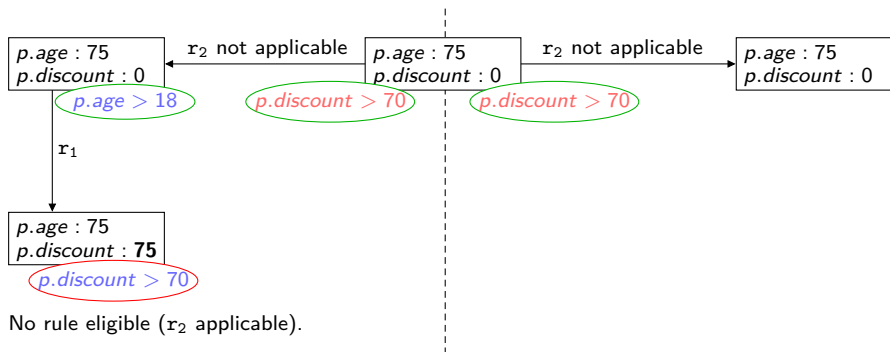 r₂ not applicable
r₂ not applicable
p.age : 75
p.discount : 0
p.age : 75
p.discount : 0
p.age : 75
p.discount : 0
p.age > 18
p.discount > 70
p.discount > 70
r₁
p.age : 75
p.discount : 75
p.discount > 70
No rule eligible (r₂ applicable).